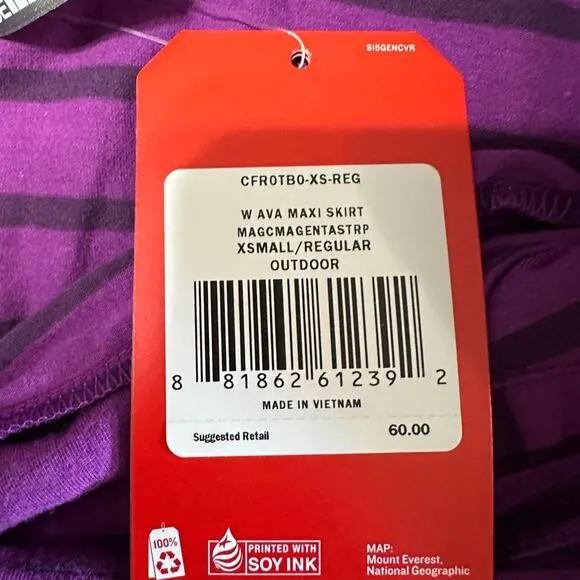 SI5GENCVR
CFR0TB0-XS-REG
W AVA MAXI SKIRT
MAGCMAGENTASTRP
XSMALL/REGULAR
OUTDOOR
8 81862 61239 2
MADE IN VIETNAM
Suggested Retail 60.00
100%
PRINTED WITH
SOY INK
MAP:
Mount Everest,
National Geographic